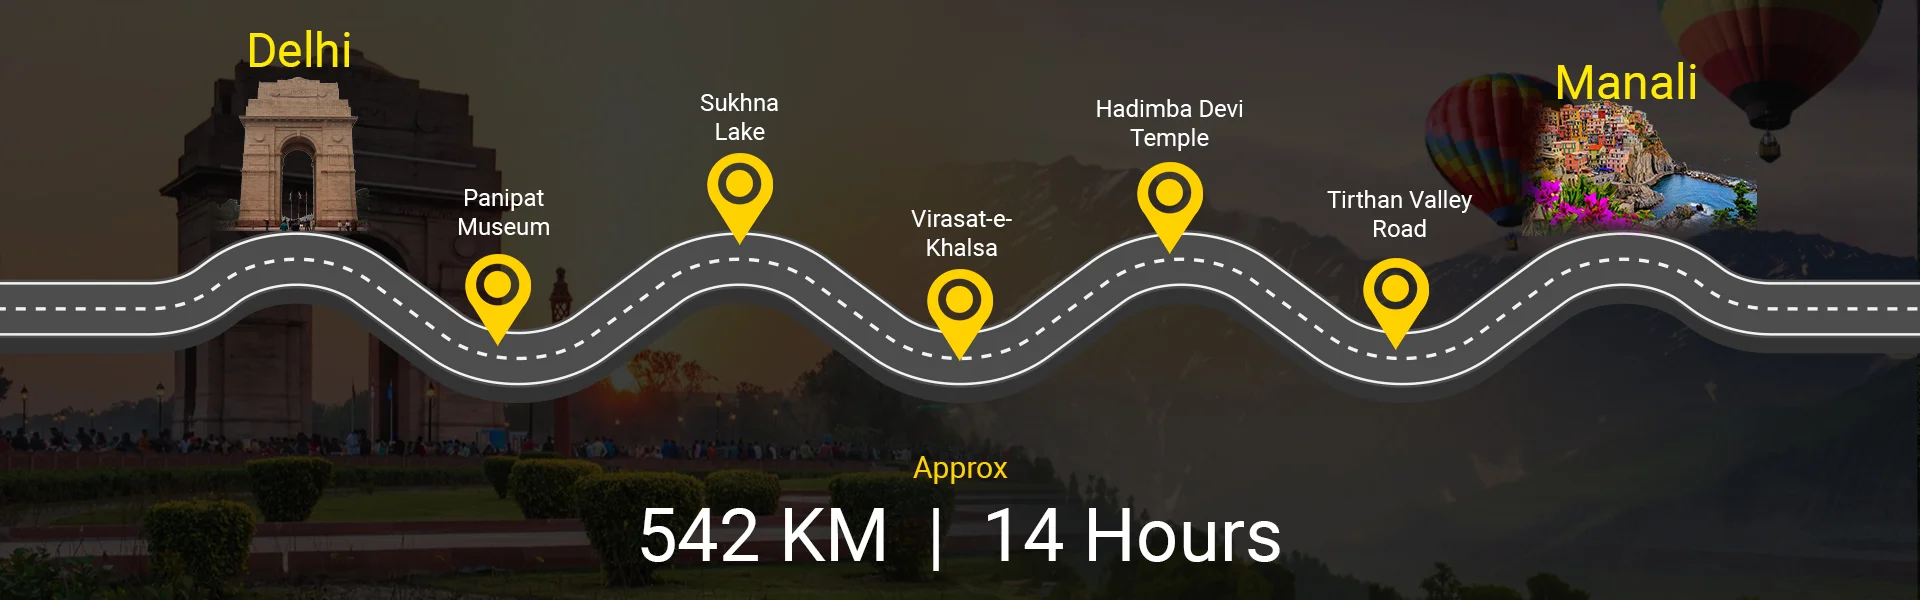 Delhi
Panipat
Museum
Sukhna
Lake
Virasat-e-
Khalsa
Hadimba Devi
Temple
Tirthan Valley
Road
Manali
Approx
542 KM | 14 Hours